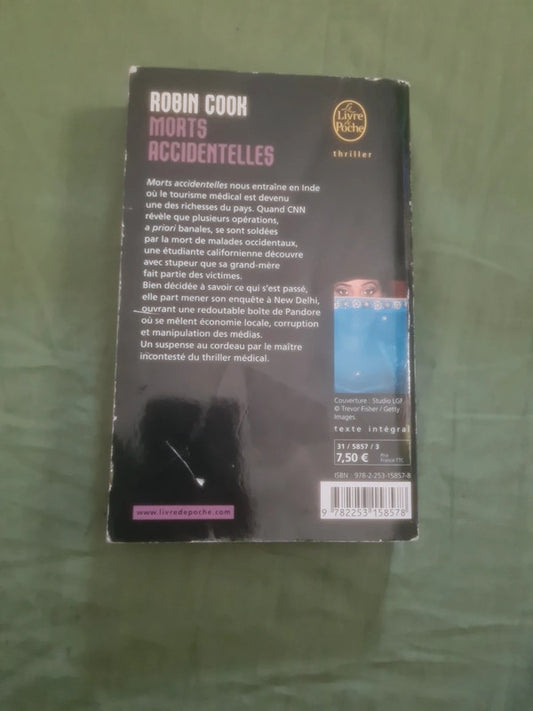 ROBIN COOK
MORTS
ACCIDENTELLES
Le
Livre
de
Poche
thriller
Morts accidentelles nous entraîne en Inde
où le tourisme médical est devenu
une des richesses du pays. Quand CNN
révèle que plusieurs opérations,
a priori banales, se sont soldées
par la mort de malades occidentaux,
une étudiante californienne découvre
avec stupeur que sa grand-mère
fait partie des victimes.
Bien décidée à savoir ce qui s'est passé,
elle part mener son enquête à New Delhi,
ouvrant une redoutable boîte de Pandore
où se mêlent économie locale, corruption
et manipulation des médias.
Un suspense au cordeau par le maître
incontesté du thriller médical.
Couverture : Studio LGF
© Trevor Fisher / Getty
Images.
texte intégral
31 / 5857 / 3
7,50 € Prix
France TTC
ISBN : 978-2-253-15857-8
9 782253 158578
www.livredepoche.com